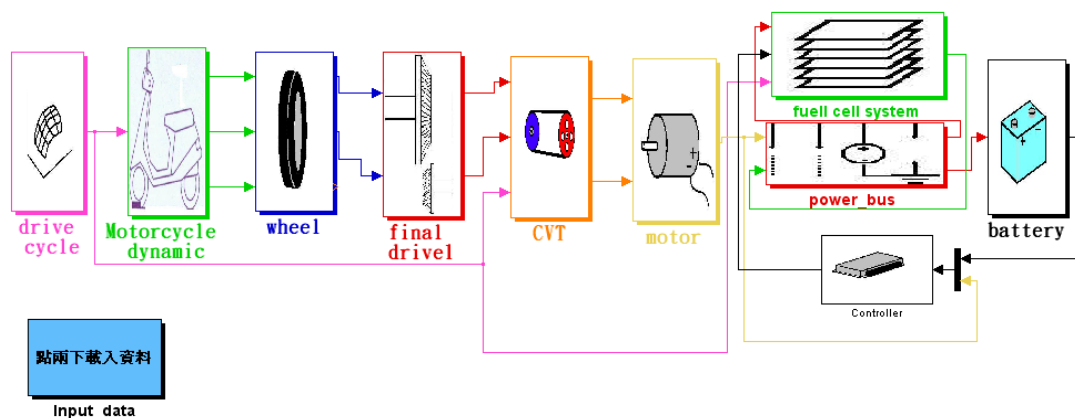 fuell cell system
power_bus
drive
cycle
Motorcycle
dynamic
wheel
final
drivel
CVT
motor
battery
Controller
點兩下載入資料
Input data